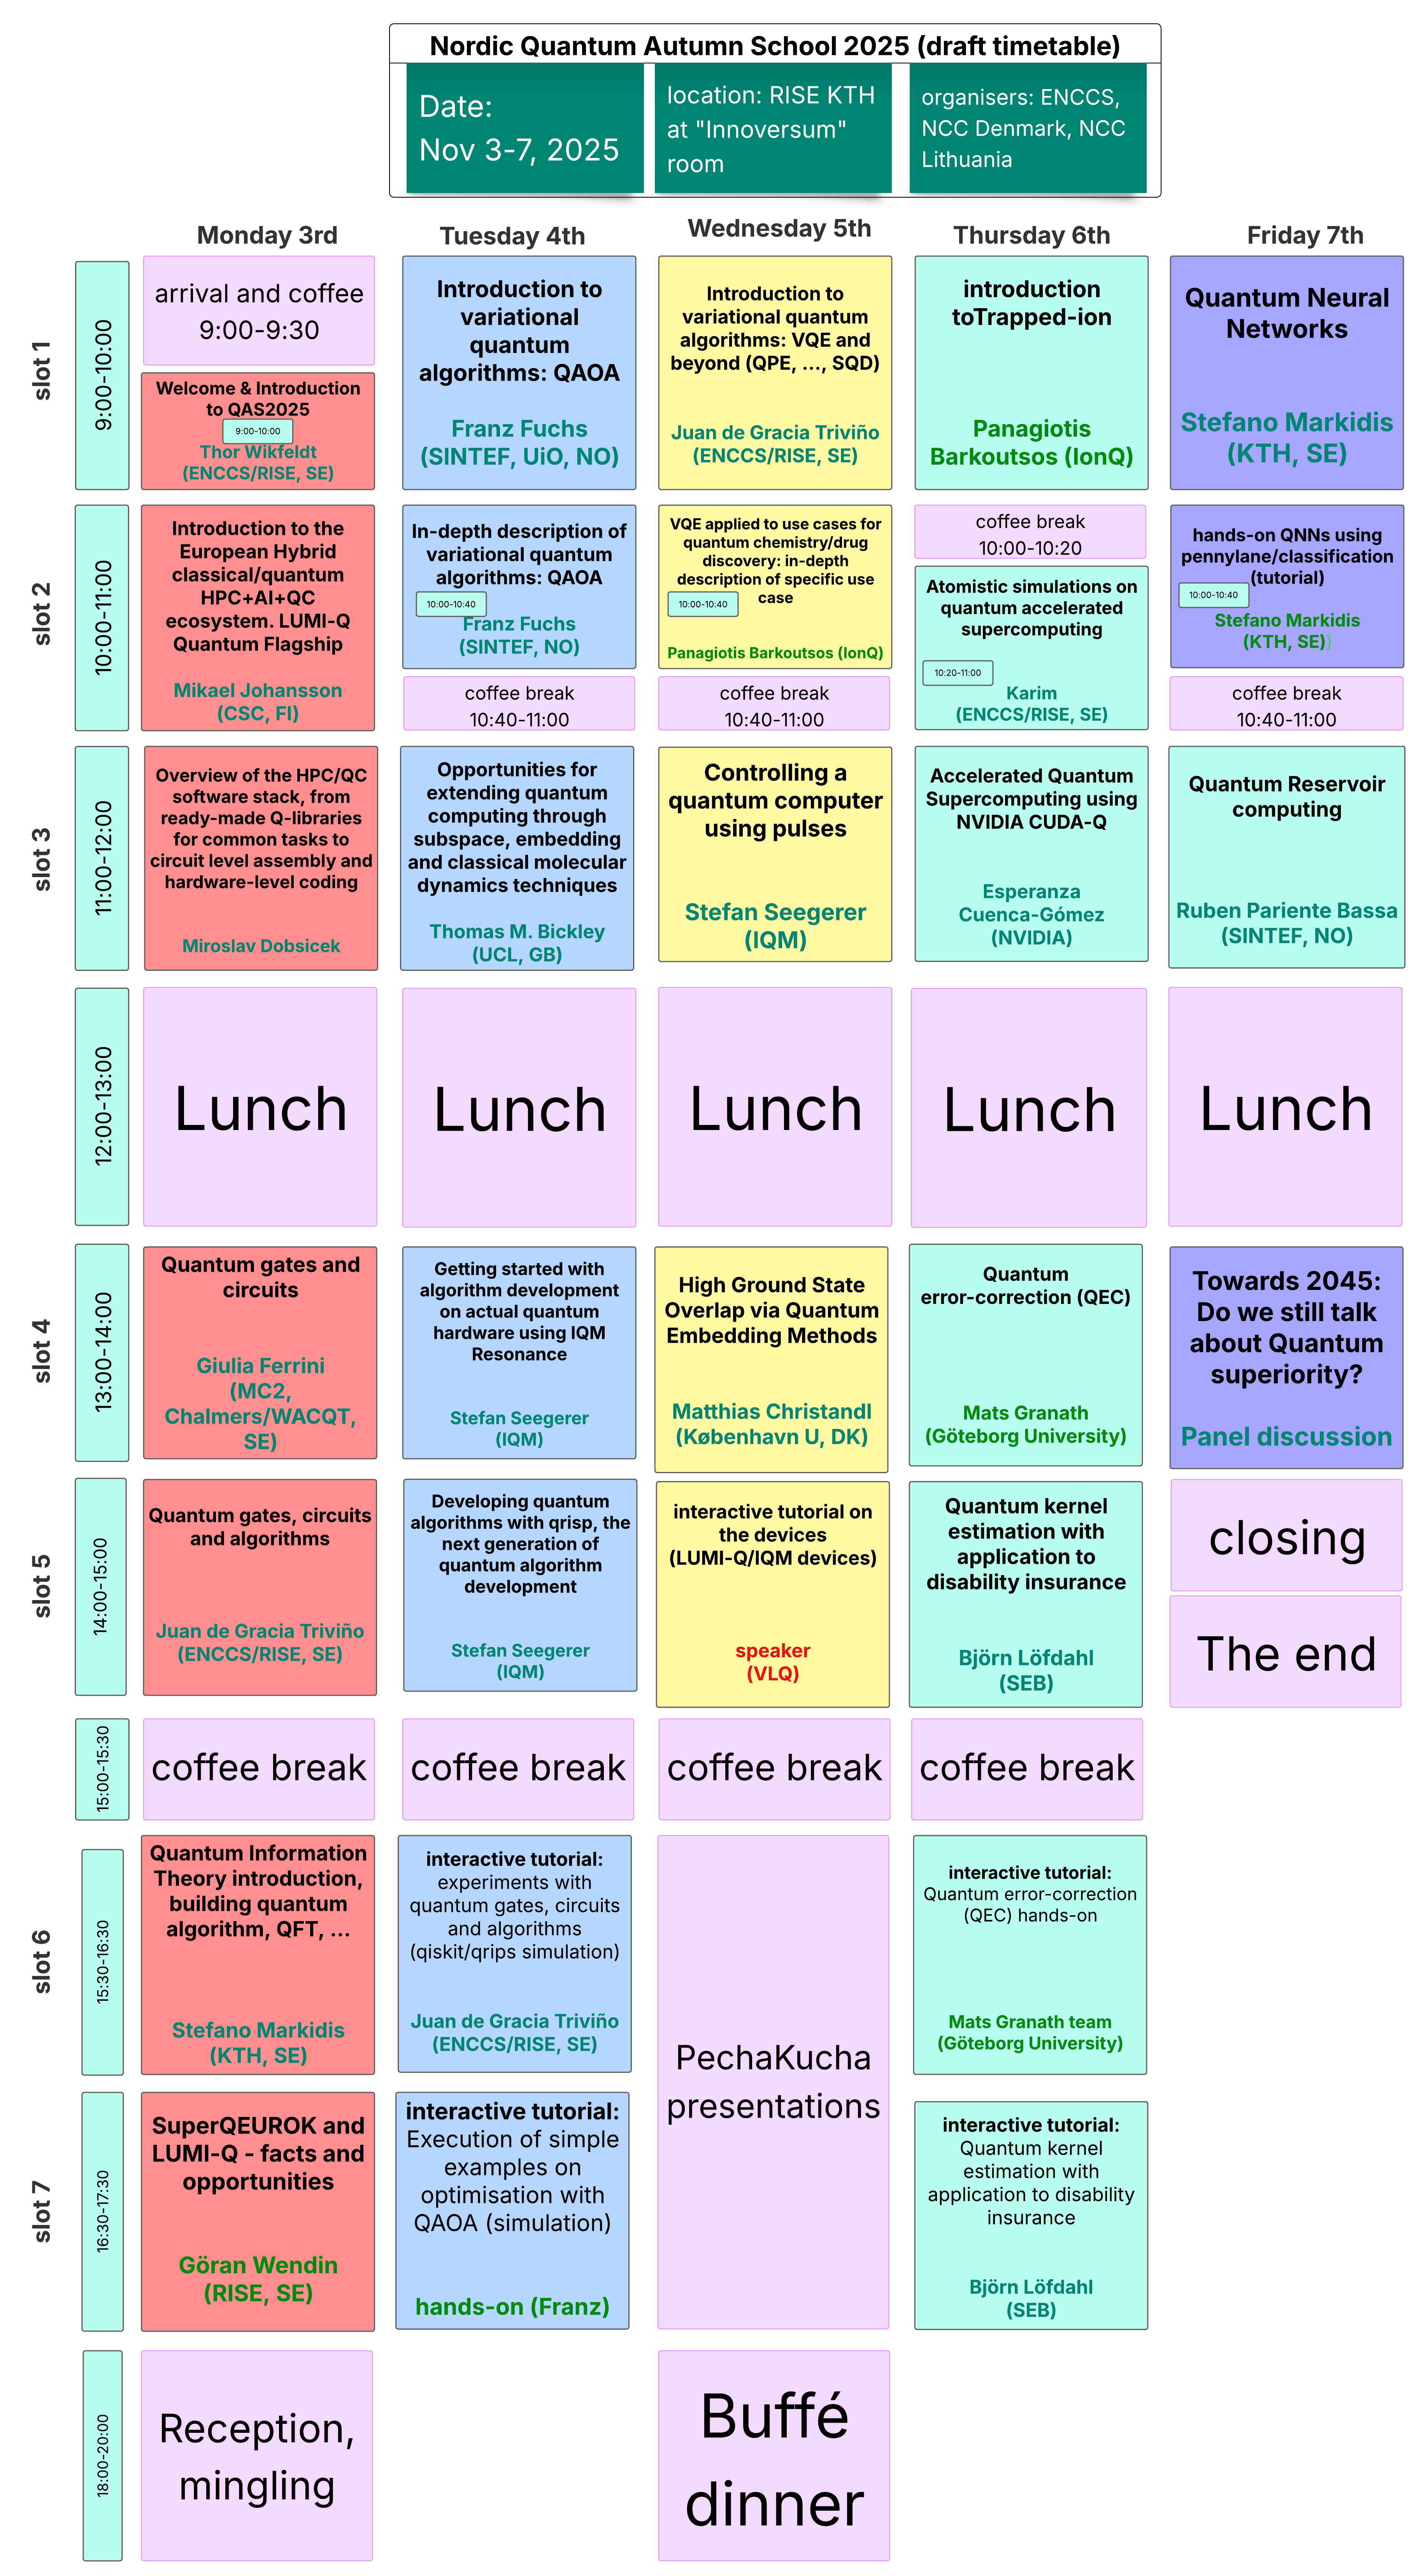 Nordic Quantum Autumn School 2025 (draft timetable)
Date:
Nov 3-7, 2025
location: RISE KTH
at "Innoversum"
room
organisers: ENCCS,
NCC Denmark, NCC
Lithuania
Monday 3rd
Tuesday 4th
Wednesday 5th
Thursday 6th
Friday 7th
slot 1
9:00-10:00
arrival and coffee
9:00-9:30
Welcome & Introduction
to QAS2025
9:00-10:00
Thor Wikfeldt
(ENCCS/RISE, SE)
Introduction to
variational
quantum
algorithms: QAOA
Franz Fuchs
(SINTEF, UiO, NO)
Introduction to
variational quantum
algorithms: VQE and
beyond (QPE, ..., SQD)
Juan de Gracia Triviño
(ENCCS/RISE, SE)
introduction
toTrapped-ion
Panagiotis
Barkoutsos (IonQ)
Quantum Neural
Networks
Stefano Markidis
(KTH, SE)
slot 2
10:00-11:00
Introduction to the
European Hybrid
classical/quantum
HPC+AI+QC
ecosystem. LUMI-Q
Quantum Flagship
Mikael Johansson
(CSC, FI)
In-depth description of
variational quantum
algorithms: QAOA
10:00-10:40
Franz Fuchs
(SINTEF, NO)
coffee break
10:40-11:00
VQE applied to use cases for
quantum chemistry/drug
discovery: in-depth
description of specific use
case
10:00-10:40
Panagiotis Barkoutsos (IonQ)
coffee break
10:40-11:00
coffee break
10:00-10:20
Atomistic simulations on
quantum accelerated
supercomputing
10:20-11:00
Karim
(ENCCS/RISE, SE)
hands-on QNNs using
pennylane/classification
(tutorial)
10:00-10:40
Stefano Markidis
(KTH, SE))
coffee break
10:40-11:00
slot 3
11:00-12:00
Overview of the HPC/QC
software stack, from
ready-made Q-libraries
for common tasks to
circuit level assembly and
hardware-level coding
Miroslav Dobsicek
Opportunities for
extending quantum
computing through
subspace, embedding
and classical molecular
dynamics techniques
Thomas M. Bickley
(UCL, GB)
Controlling a
quantum computer
using pulses
Stefan Seegerer
(IQM)
Accelerated Quantum
Supercomputing using
NVIDIA CUDA-Q
Esperanza
Cuenca-Gómez
(NVIDIA)
Quantum Reservoir
computing
Ruben Pariente Bassa
(SINTEF, NO)
12:00-13:00
Lunch
Lunch
Lunch
Lunch
Lunch
slot 4
13:00-14:00
Quantum gates and
circuits
Giulia Ferrini
(MC2,
Chalmers/WACQT,
SE)
Getting started with
algorithm development
on actual quantum
hardware using IQM
Resonance
Stefan Seegerer
(IQM)
High Ground State
Overlap via Quantum
Embedding Methods
Matthias Christandl
(København U, DK)
Quantum
error-correction (QEC)
Mats Granath
(Göteborg University)
Towards 2045:
Do we still talk
about Quantum
superiority?
Panel discussion
slot 5
14:00-15:00
Quantum gates, circuits
and algorithms
Juan de Gracia Triviño
(ENCCS/RISE, SE)
Developing quantum
algorithms with qrisp, the
next generation of
quantum algorithm
development
Stefan Seegerer
(IQM)
interactive tutorial on
the devices
(LUMI-Q/IQM devices)
speaker
(VLQ)
Quantum kernel
estimation with
application to
disability insurance
Björn Löfdahl
(SEB)
closing
The end
15:00-15:30
coffee break
coffee break
coffee break
coffee break
slot 6
15:30-16:30
Quantum Information
Theory introduction,
building quantum
algorithm, QFT, ...
Stefano Markidis
(KTH, SE)
interactive tutorial:
experiments with
quantum gates, circuits
and algorithms
(qiskit/qrips simulation)
Juan de Gracia Triviño
(ENCCS/RISE, SE)
PechaKucha
presentations
interactive tutorial:
Quantum error-correction
(QEC) hands-on
Mats Granath team
(Göteborg University)
slot 7
16:30-17:30
SuperQEUROK and
LUMI-Q - facts and
opportunities
Göran Wendin
(RISE, SE)
interactive tutorial:
Execution of simple
examples on
optimisation with
QAOA (simulation)
hands-on (Franz)
interactive tutorial:
Quantum kernel
estimation with
application to disability
insurance
Björn Löfdahl
(SEB)
18:00-20:00
Reception,
mingling
Buffé
dinner